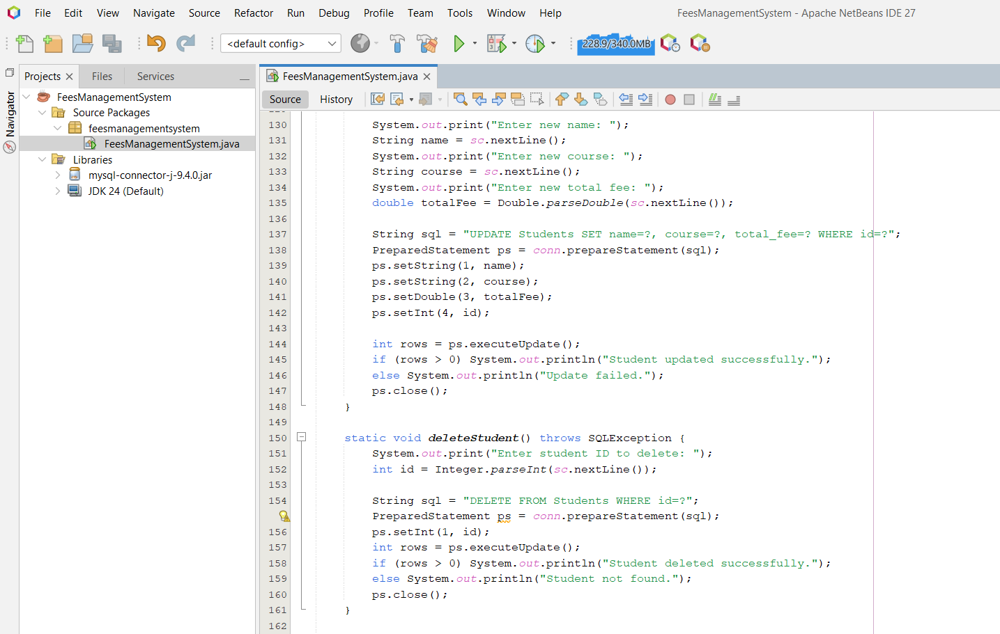 File Edit View Navigate Source Refactor Run Debug Profile Team Tools Window Help FeesManagementSystem - Apache NetBeans IDE 27
<default config> 228.9/340.0MB
Projects Files Services
Navigator
FeesManagementSystem
Source Packages
feesmanagementsystem
FeesManagementSystem.java
Libraries
mysql-connector-j-9.4.0.jar
JDK 24 (Default)
FeesManagementSystem.java
Source History
130 System.out.print("Enter new name: ");
131 String name = sc.nextLine();
132 System.out.print("Enter new course: ");
133 String course = sc.nextLine();
134 System.out.print("Enter new total fee: ");
135 double totalFee = Double.parseDouble(sc.nextLine());
136
137 String sql = "UPDATE Students SET name=?, course=?, total_fee=? WHERE id=?";
138 PreparedStatement ps = conn.prepareStatement(sql);
139 ps.setString(1, name);
140 ps.setString(2, course);
141 ps.setDouble(3, totalFee);
142 ps.setInt(4, id);
143
144 int rows = ps.executeUpdate();
145 if (rows > 0) System.out.println("Student updated successfully.");
146 else System.out.println("Update failed.");
147 ps.close();
148 }
149
150 static void deleteStudent() throws SQLException {
151 System.out.print("Enter student ID to delete: ");
152 int id = Integer.parseInt(sc.nextLine());
153
154 String sql = "DELETE FROM Students WHERE id=?";
PreparedStatement ps = conn.prepareStatement(sql);
156 ps.setInt(1, id);
157 int rows = ps.executeUpdate();
158 if (rows > 0) System.out.println("Student deleted successfully.");
159 else System.out.println("Student not found.");
160 ps.close();
161 }
162